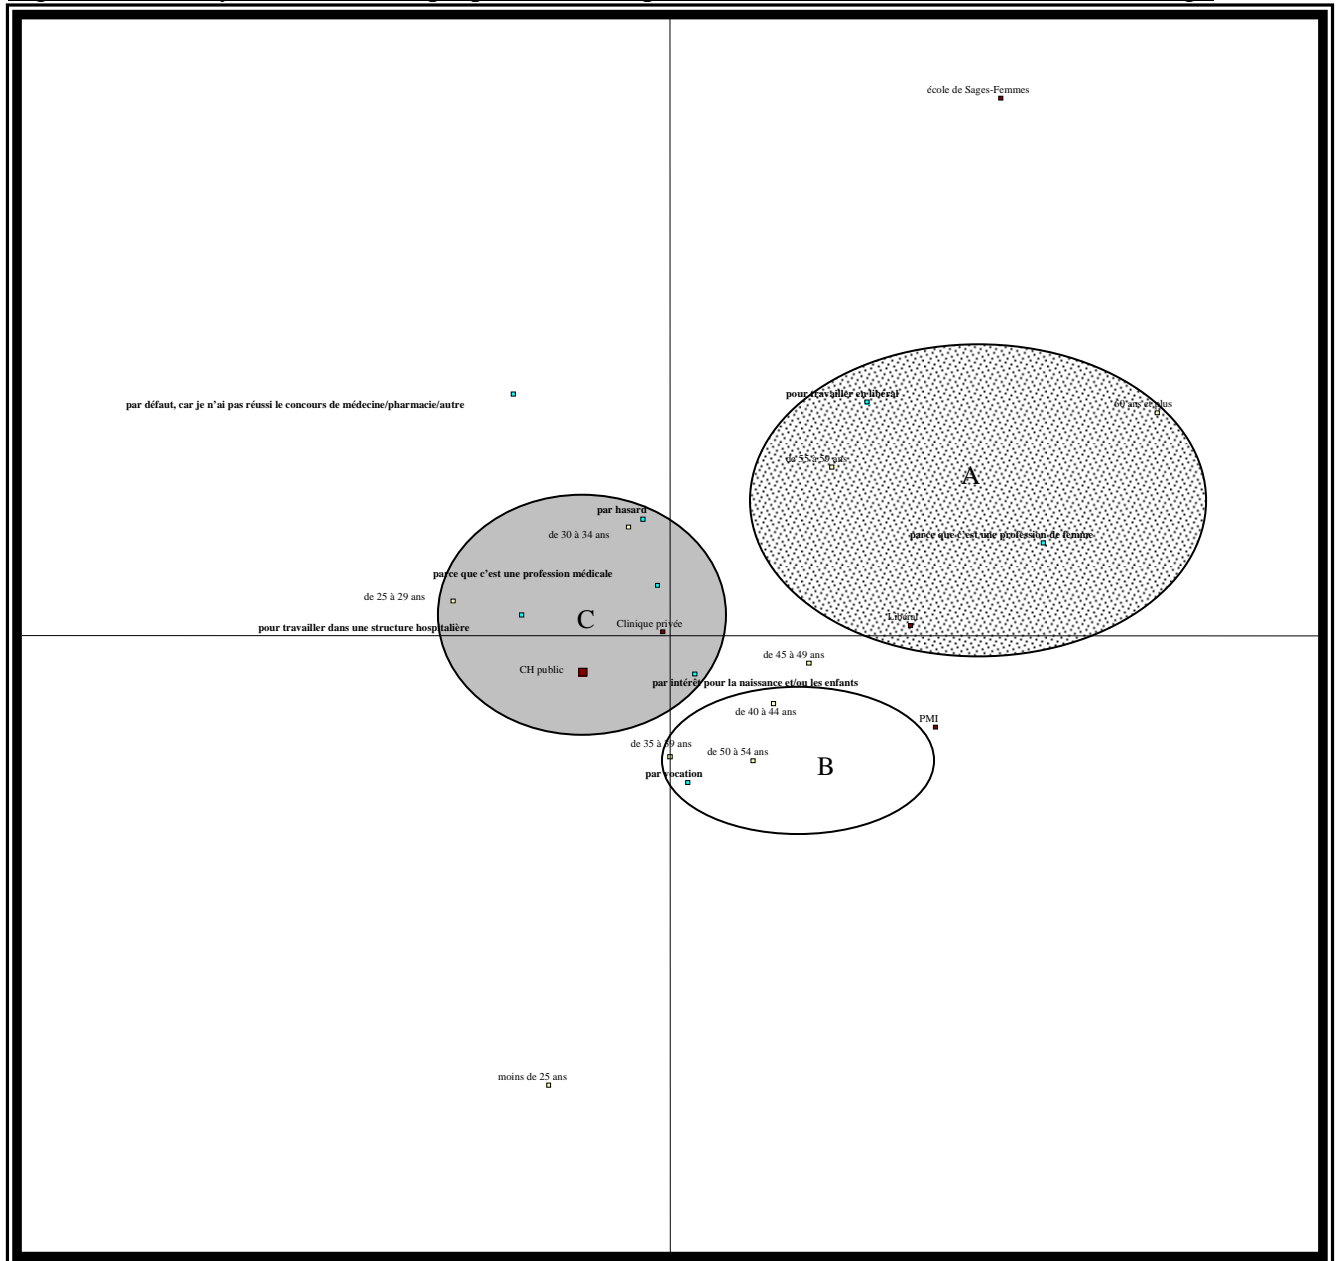 école de Sages-Femmes
pour travailler en libéral
60 ans et plus
par défaut, car je n’ai pas réussi le concours de médecine/pharmacie/autre
de 55 à 59 ans
A
par hasard
de 30 à 34 ans
parce que c’est une profession de femme
parce que c’est une profession médicale
de 25 à 29 ans
Libéral
C
Clinique privée
pour travailler dans une structure hospitalière
de 45 à 49 ans
CH public
par intérêt pour la naissance et/ou les enfants
de 40 à 44 ans
PMI
de 35 à 39 ans
de 50 à 54 ans
B
par vocation
moins de 25 ans